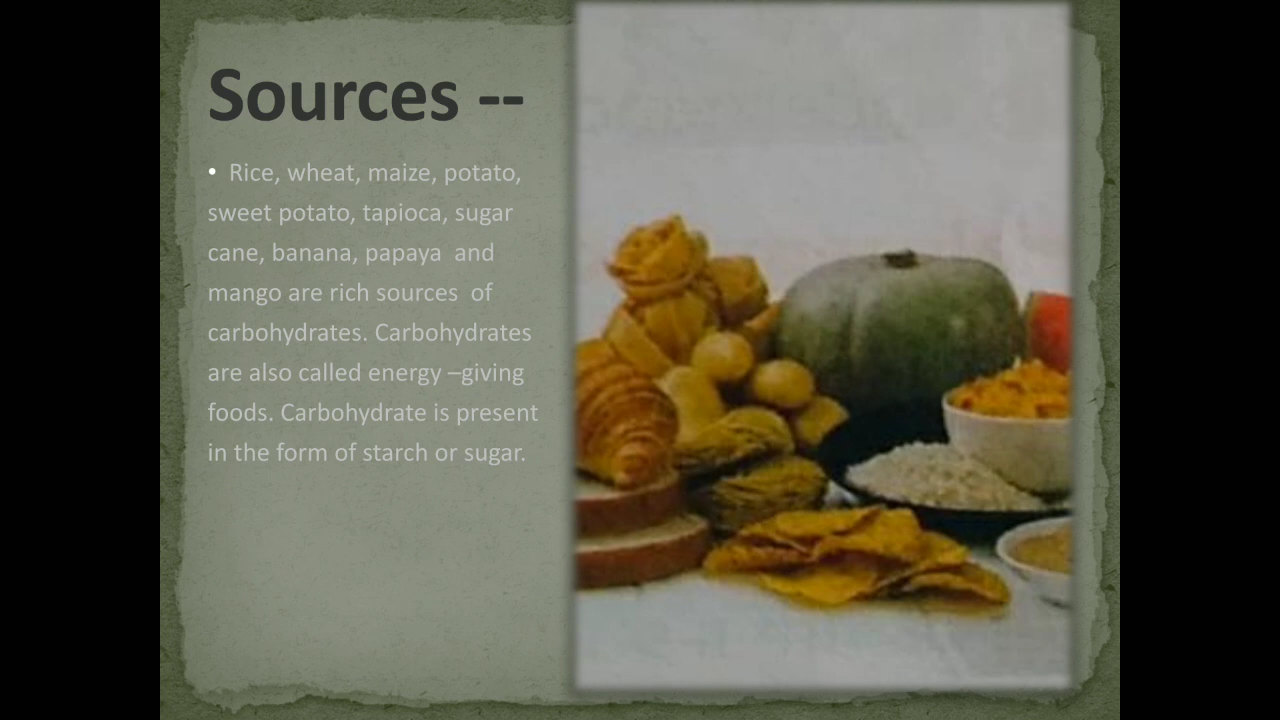 Sources --
• Rice, wheat, maize, potato,
sweet potato, tapioca, sugar
cane, banana, papaya  and
mango are rich sources  of
carbohydrates. Carbohydrates
are also called energy –giving
foods. Carbohydrate is present
in the form of starch or sugar.